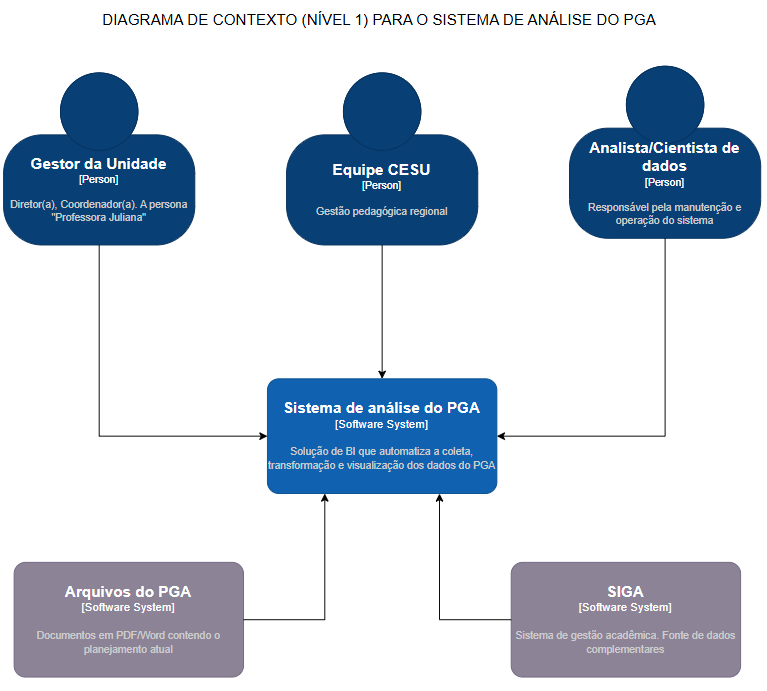 DIAGRAMA DE CONTEXTO (NÍVEL 1) PARA O SISTEMA DE ANÁLISE DO PGA
Gestor da Unidade
[Person]
Diretor(a), Coordenador(a). A persona
"Professora Juliana"
Equipe CESU
[Person]
Gestão pedagógica regional
Analista/Cientista de
dados
[Person]
Responsável pela manutenção e
operação do sistema
Sistema de análise do PGA
[Software System]
Solução de BI que automatiza a coleta,
transformação e visualização dos dados do PGA
Arquivos do PGA
[Software System]
Documentos em PDF/Word contendo o
planejamento atual
SIGA
[Software System]
Sistema de gestão acadêmica. Fonte de dados
complementares